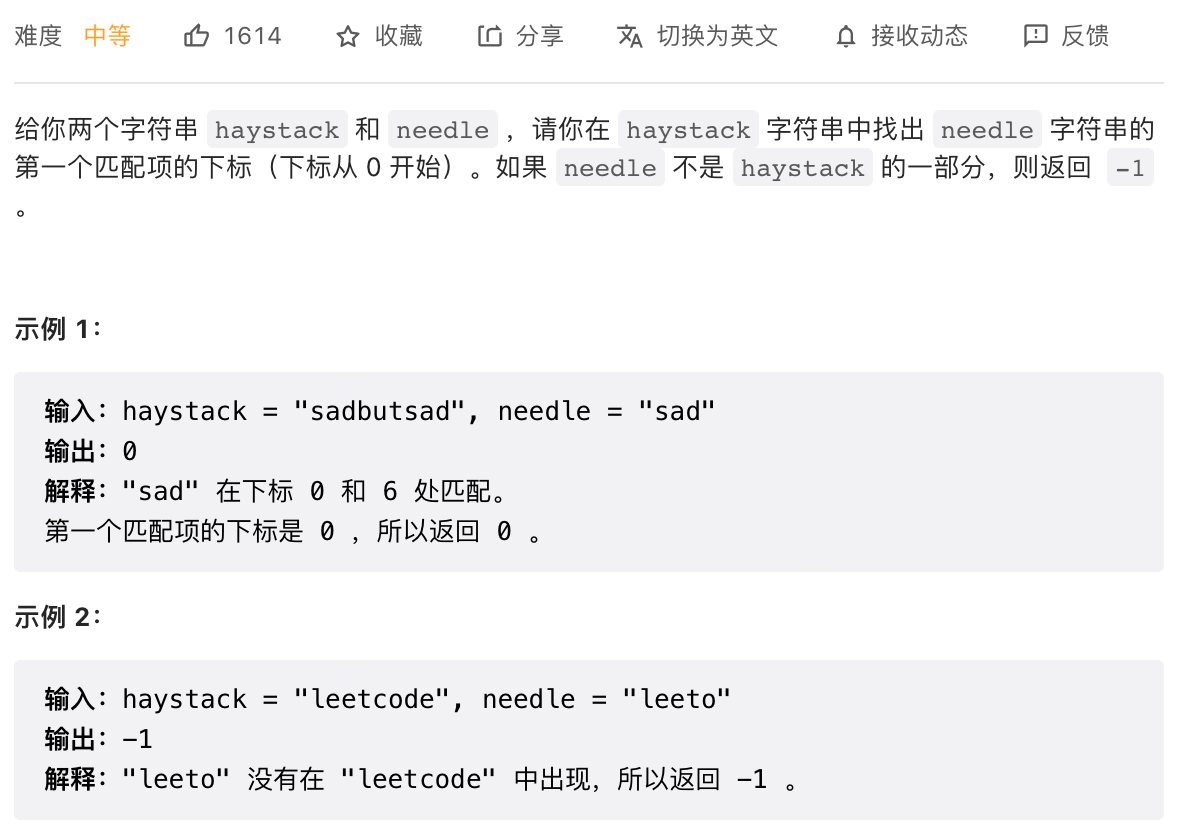 难度 中等 1614 收藏 分享 切换为英文 接收动态 反馈
给你两个字符串 haystack 和 needle ，请你在 haystack 字符串中找出 needle 字符串的
第一个匹配项的下标（下标从 0 开始）。如果 needle 不是 haystack 的一部分，则返回 -1
。
示例 1：
输入：haystack = "sadbutsad", needle = "sad"
输出：0
解释："sad" 在下标 0 和 6 处匹配。
第一个匹配项的下标是 0 ，所以返回 0 。
示例 2：
输入：haystack = "leetcode", needle = "leeto"
输出：-1
解释："leeto" 没有在 "leetcode" 中出现，所以返回 -1 。